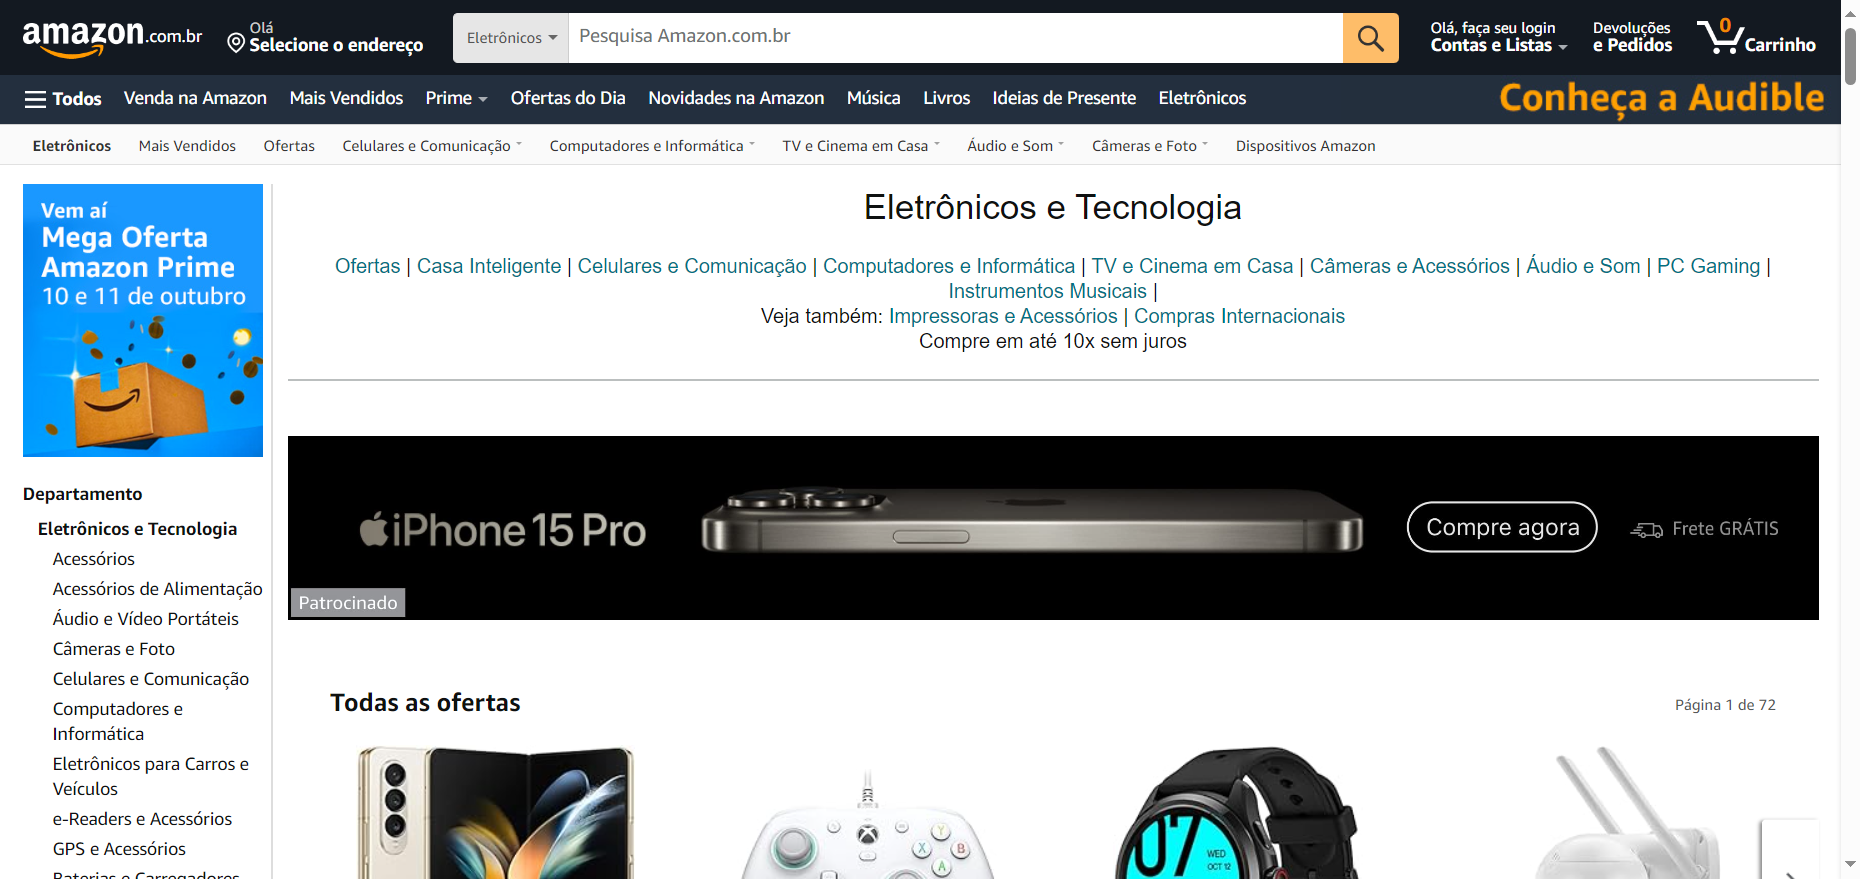 amazon.com.br
Olá
Selecione o endereço
Eletrônicos
Pesquisa Amazon.com.br
Olá, faça seu login
Contas e Listas
Devoluções
e Pedidos
0
Carrinho
Todos
Venda na Amazon
Mais Vendidos
Prime
Ofertas do Dia
Novidades na Amazon
Música
Livros
Ideias de Presente
Eletrônicos
Conheça a Audible
Eletrônicos
Mais Vendidos
Ofertas
Celulares e Comunicação
Computadores e Informática
TV e Cinema em Casa
Áudio e Som
Câmeras e Foto
Dispositivos Amazon
Vem aí
Mega Oferta
Amazon Prime
10 e 11 de outubro
Departamento
Eletrônicos e Tecnologia
Acessórios
Acessórios de Alimentação
Áudio e Vídeo Portáteis
Câmeras e Foto
Celulares e Comunicação
Computadores e
Informática
Eletrônicos para Carros e
Veículos
e-Readers e Acessórios
GPS e Acessórios
Baterias e Carregadores
Eletrônicos e Tecnologia
Ofertas | Casa Inteligente | Celulares e Comunicação | Computadores e Informática | TV e Cinema em Casa | Câmeras e Acessórios | Áudio e Som | PC Gaming |
Instrumentos Musicais |
Veja também: Impressoras e Acessórios | Compras Internacionais
Compre em até 10x sem juros
iPhone 15 Pro
Compre agora
Frete GRÁTIS
Patrocinado
Todas as ofertas
Página 1 de 72
Y
X
B
A
07
WED
OCT 12